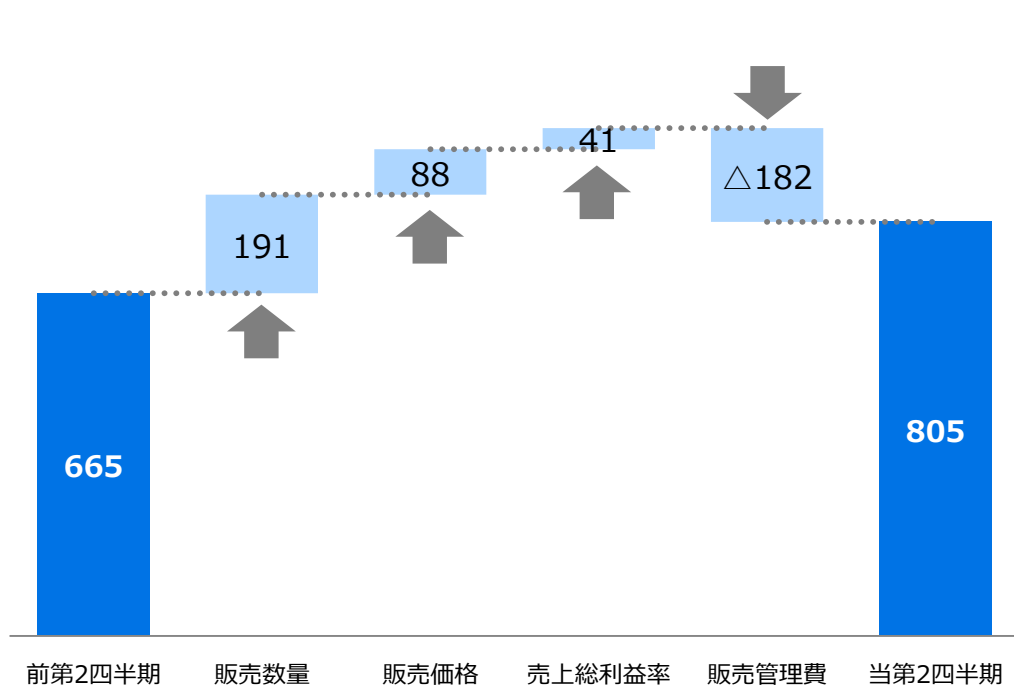 41
88
△182
191
805
665
前第2四半期
販売数量
販売価格
売上総利益率
販売管理費
当第2四半期